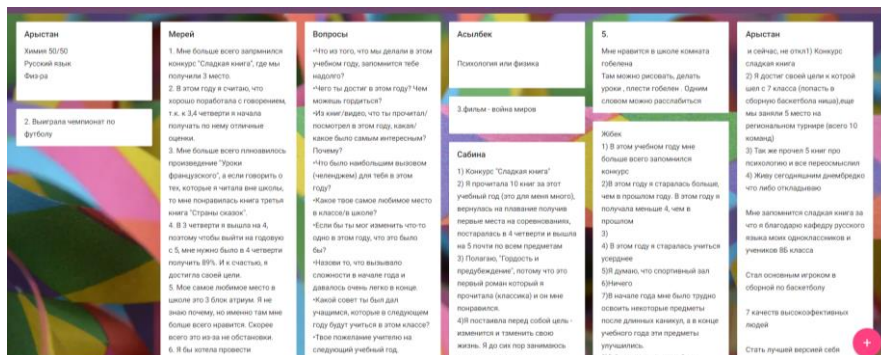 Арыстан
Химия 50/50
Русский язык
Физ-ра
2. Выиграла чемпионат по
футболу
Мерей
1. Мне больше всего запрмнился
конкурс "Сладкая книга", где мы
получили 3 место.
2. В этом году я считаю, что
хорошо поработала с говорением,
т.к. к 3,4 четверти я начала
получать по нему отличные
оценки.
3. Мне больше всего плноавилось
произведение "Уроки
французского", а если говорить о
тех, которые я читала вне школы,
то мне понравилась книга третья
книга "Страны сказок".
4. В 3 четверти я вышла на 4,
поэтому чтобы выйти на годовую
с 5, мне нужно было в 4 четверти
получить 89%. И к счастью, я
достигла своей цели.
5. Мое самое любимое место в
школе это 3 блок атриум. Я не
знаю почему, но именно там мне
больше всего нравится. Скорее
всего это из-за не обстановки.
6. Я бы хотела провести
Вопросы
•Что из того, что мы делали в этом
учебном году, запомнится тебе
надолго?
•Чего ты достиг в этом году? Чем
можешь гордиться?
•Из книг/видео, что ты прочитал/
посмотрел в этом году, какая/
какое было самым интересным?
Почему?
•Что было наибольшим вызовом
(челенджем) для тебя в этом
году?
•Какое твое самое любимое место
в классе/в школе?
•Если бы ты мог изменить что-то
одно в этом году, что это было
бы?
•Назови то, что вызывало
сложности в начале года и
давалось очень легко в конце.
•Какой совет ты был дал
учащимся, которые в следующем
году будут учиться в этом классе?
•Твое пожелание учителю на
следующий учебный год.
Асылбек
Психология или физика
3.фильм - война миров
Сабина
1) Конкурс "Сладкая книга"
2) Я прочитала 10 книг за этот
учебный год (это для меня много),
вернулась на плавание получив
первые места на соревнованиях,
постаралась в 4 четверти и вышла
на 5 почти по всем предметам
3) Полагаю, "Гордость и
предубеждение", потому что это
первый роман который я
прочитала (классика) и он мне
понравился.
4)Я поставила перед собой цель -
изменится и тзменить свою
жизнь. Я до сих пор занимаюсь
5.
Мне нравится в школе комната
гобелена
Там можно рисовать, делать
уроки , плести гобелен . Одним
словом можно расслабиться
Жібек
1) В этом учебном году мне
больше всего запомнился
конкурс
2)В этом году я старалась больше,
чем в прошлом году. В этом году я
получала меньше 4, чем в
прошлом
3)
4) В этом году я старалась учиться
усерднее
5)Я думаю, что спортивный зал
6)Ничего
7)В начале года мне было трудно
освоить некоторые предметы
после длинных каникул, а в конце
учебного года эти предметы
улучшились.
Арыстан
и сейчас, не откл1) Конкурс
сладкая книга
2) Я достиг своей цели к котрой
шел с 7 класса (попасть в
сборную баскетбола ниша),еще
мы заняли 5 место на
региональном турнире (всего 10
команд)
3) Так же прочел 5 книг про
психологию и все переосмыслил
4) Живу сегодняшним днембредко
что либо откладываю
Мне запомнится сладкая книга за
что я благодарю кафедру русского
языка моих одноклассников и
учеников 8Б класса
Стал основным игроком в
сборной по баскетболу
7 качеств высокоэфективных
людей
Стать лучшей версией себя